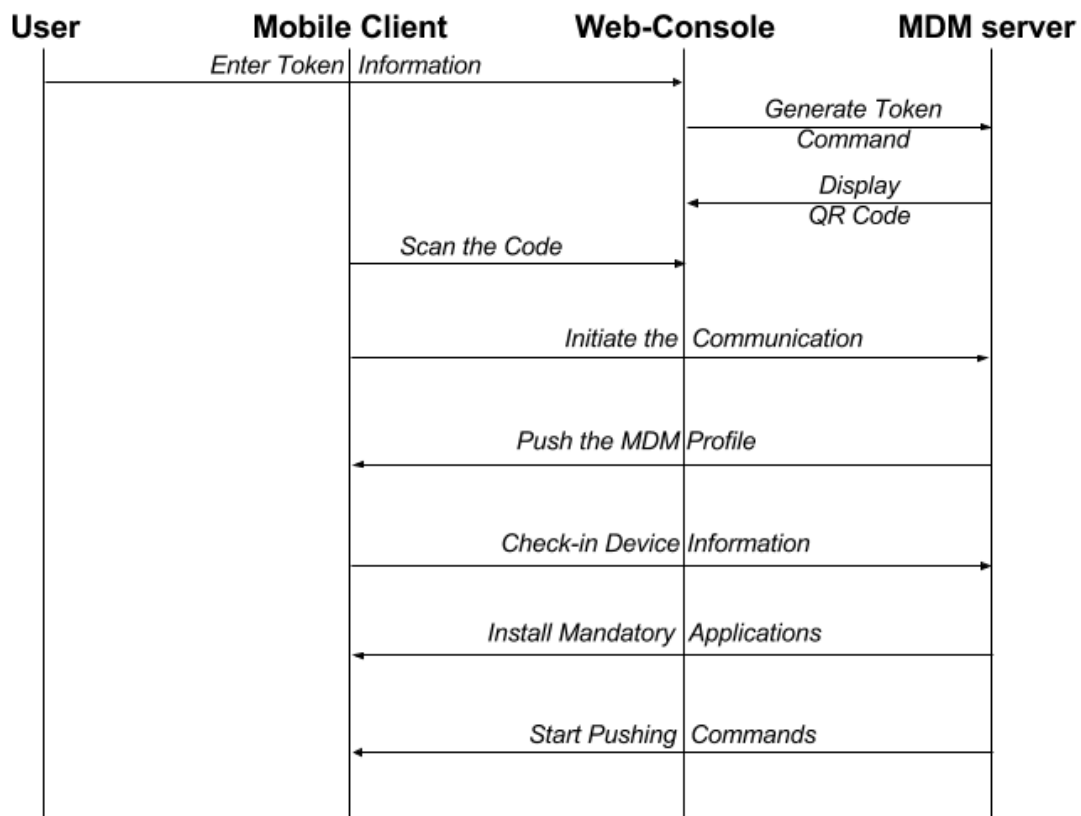 User Mobile Client Web-Console MDM server
Enter Token Information
Generate Token
Command
Display
QR Code
Scan the Code
Initiate the Communication
Push the MDM Profile
Check-in Device Information
Install Mandatory Applications
Start Pushing Commands